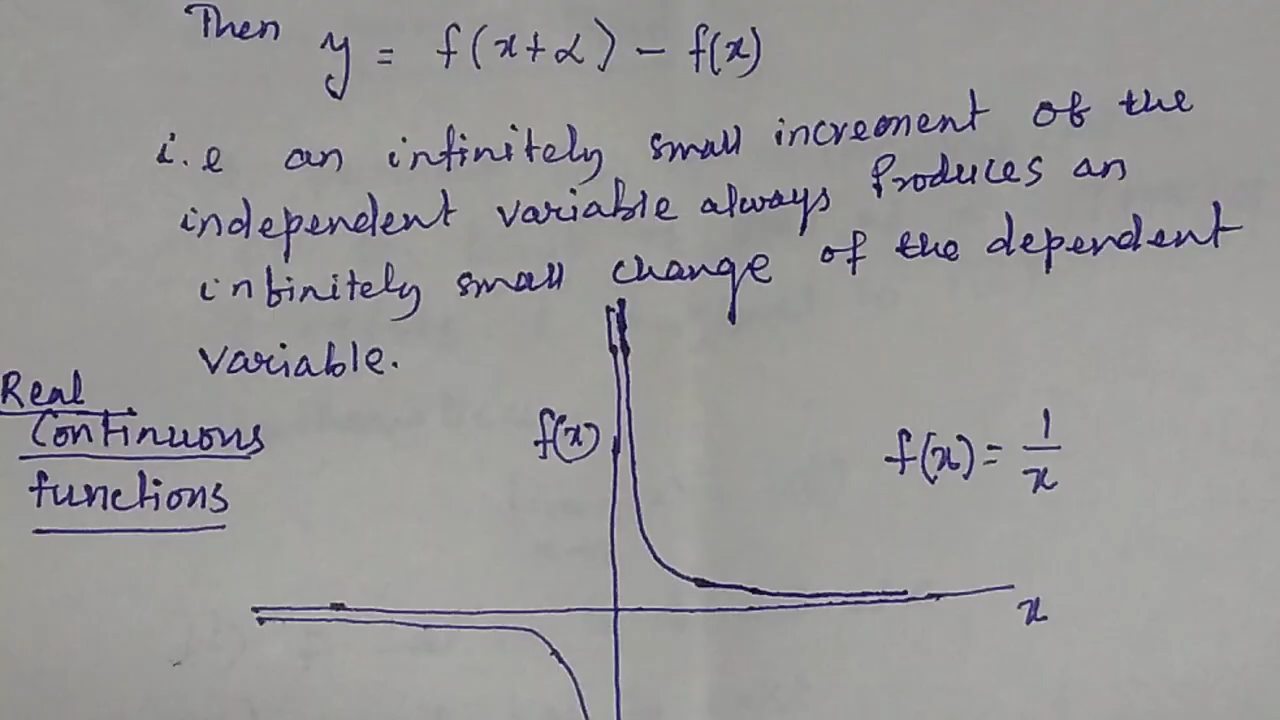 Then y = f(x+α) - f(x)
i.e an infinitely small increment of the
independent variable always produces an
infinitely small change of the dependent
variable.
Real
Continuous
functions
f(x)
f(x) = 1/x
x